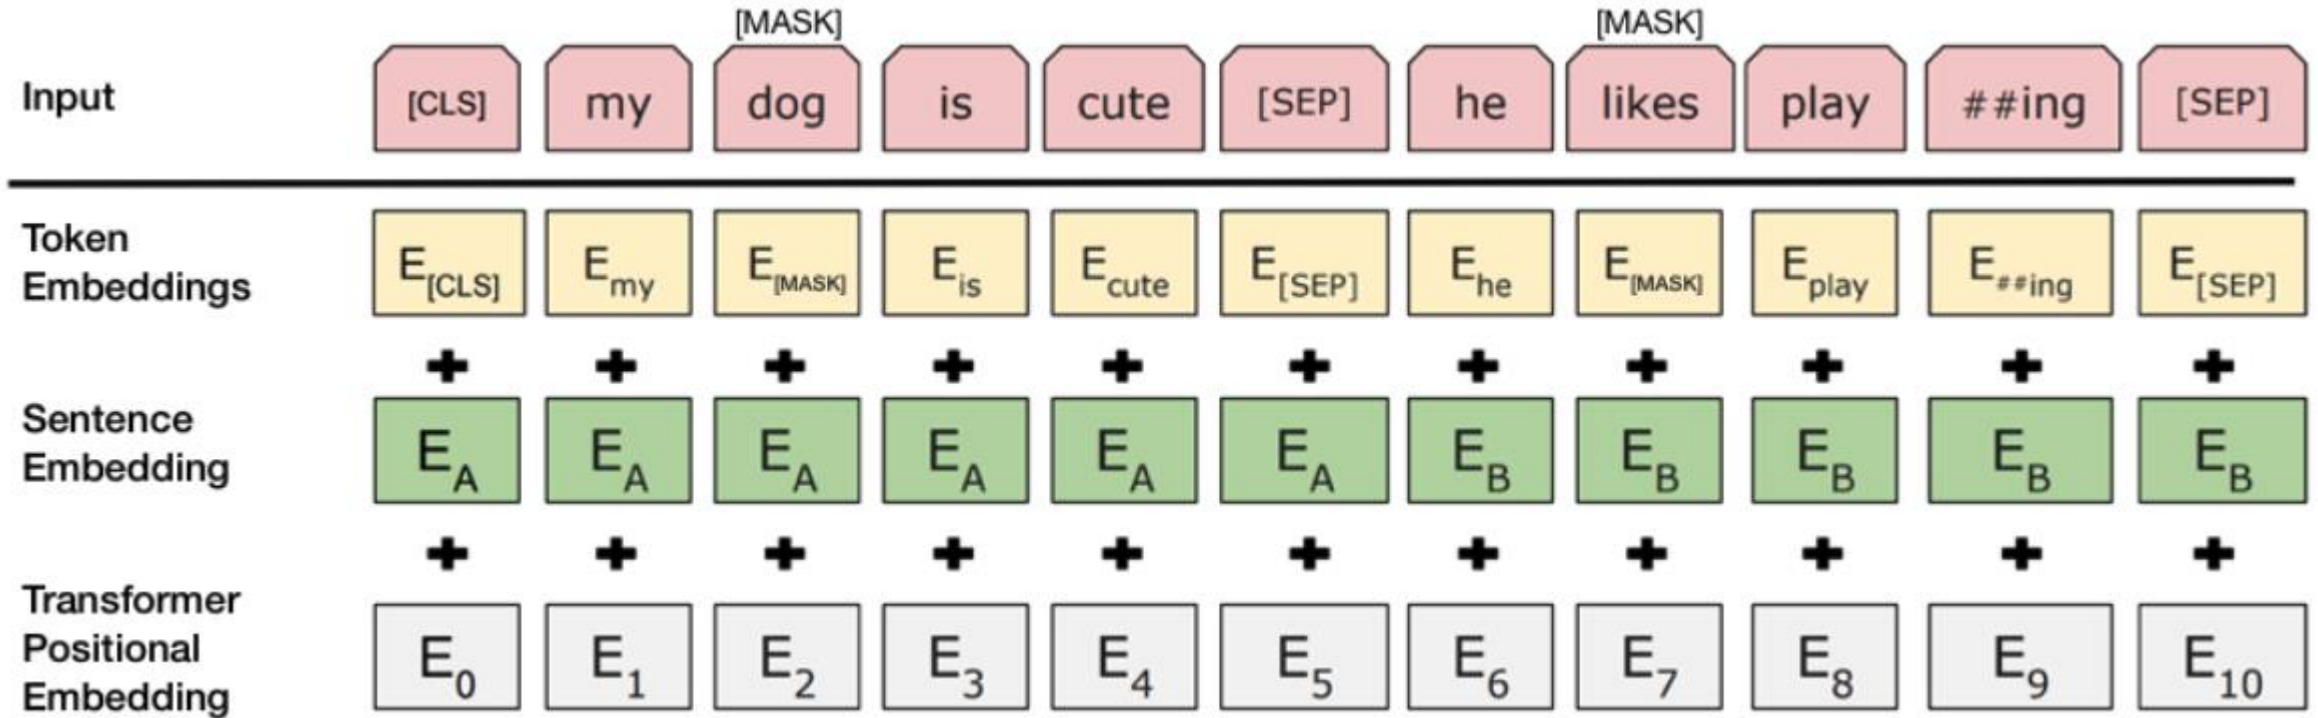 [MASK] [MASK]
Input [CLS] my dog is cute [SEP] he likes play ##ing [SEP]
Token Embeddings E[CLS] Emy E[MASK] Eis Ecute E[SEP] Ehe E[MASK] Eplay E##ing E[SEP]
+ + + + + + + + + + +
Sentence Embedding EA EA EA EA EA EA EB EB EB EB EB
+ + + + + + + + + + +
Transformer Positional Embedding E0 E1 E2 E3 E4 E5 E6 E7 E8 E9 E10